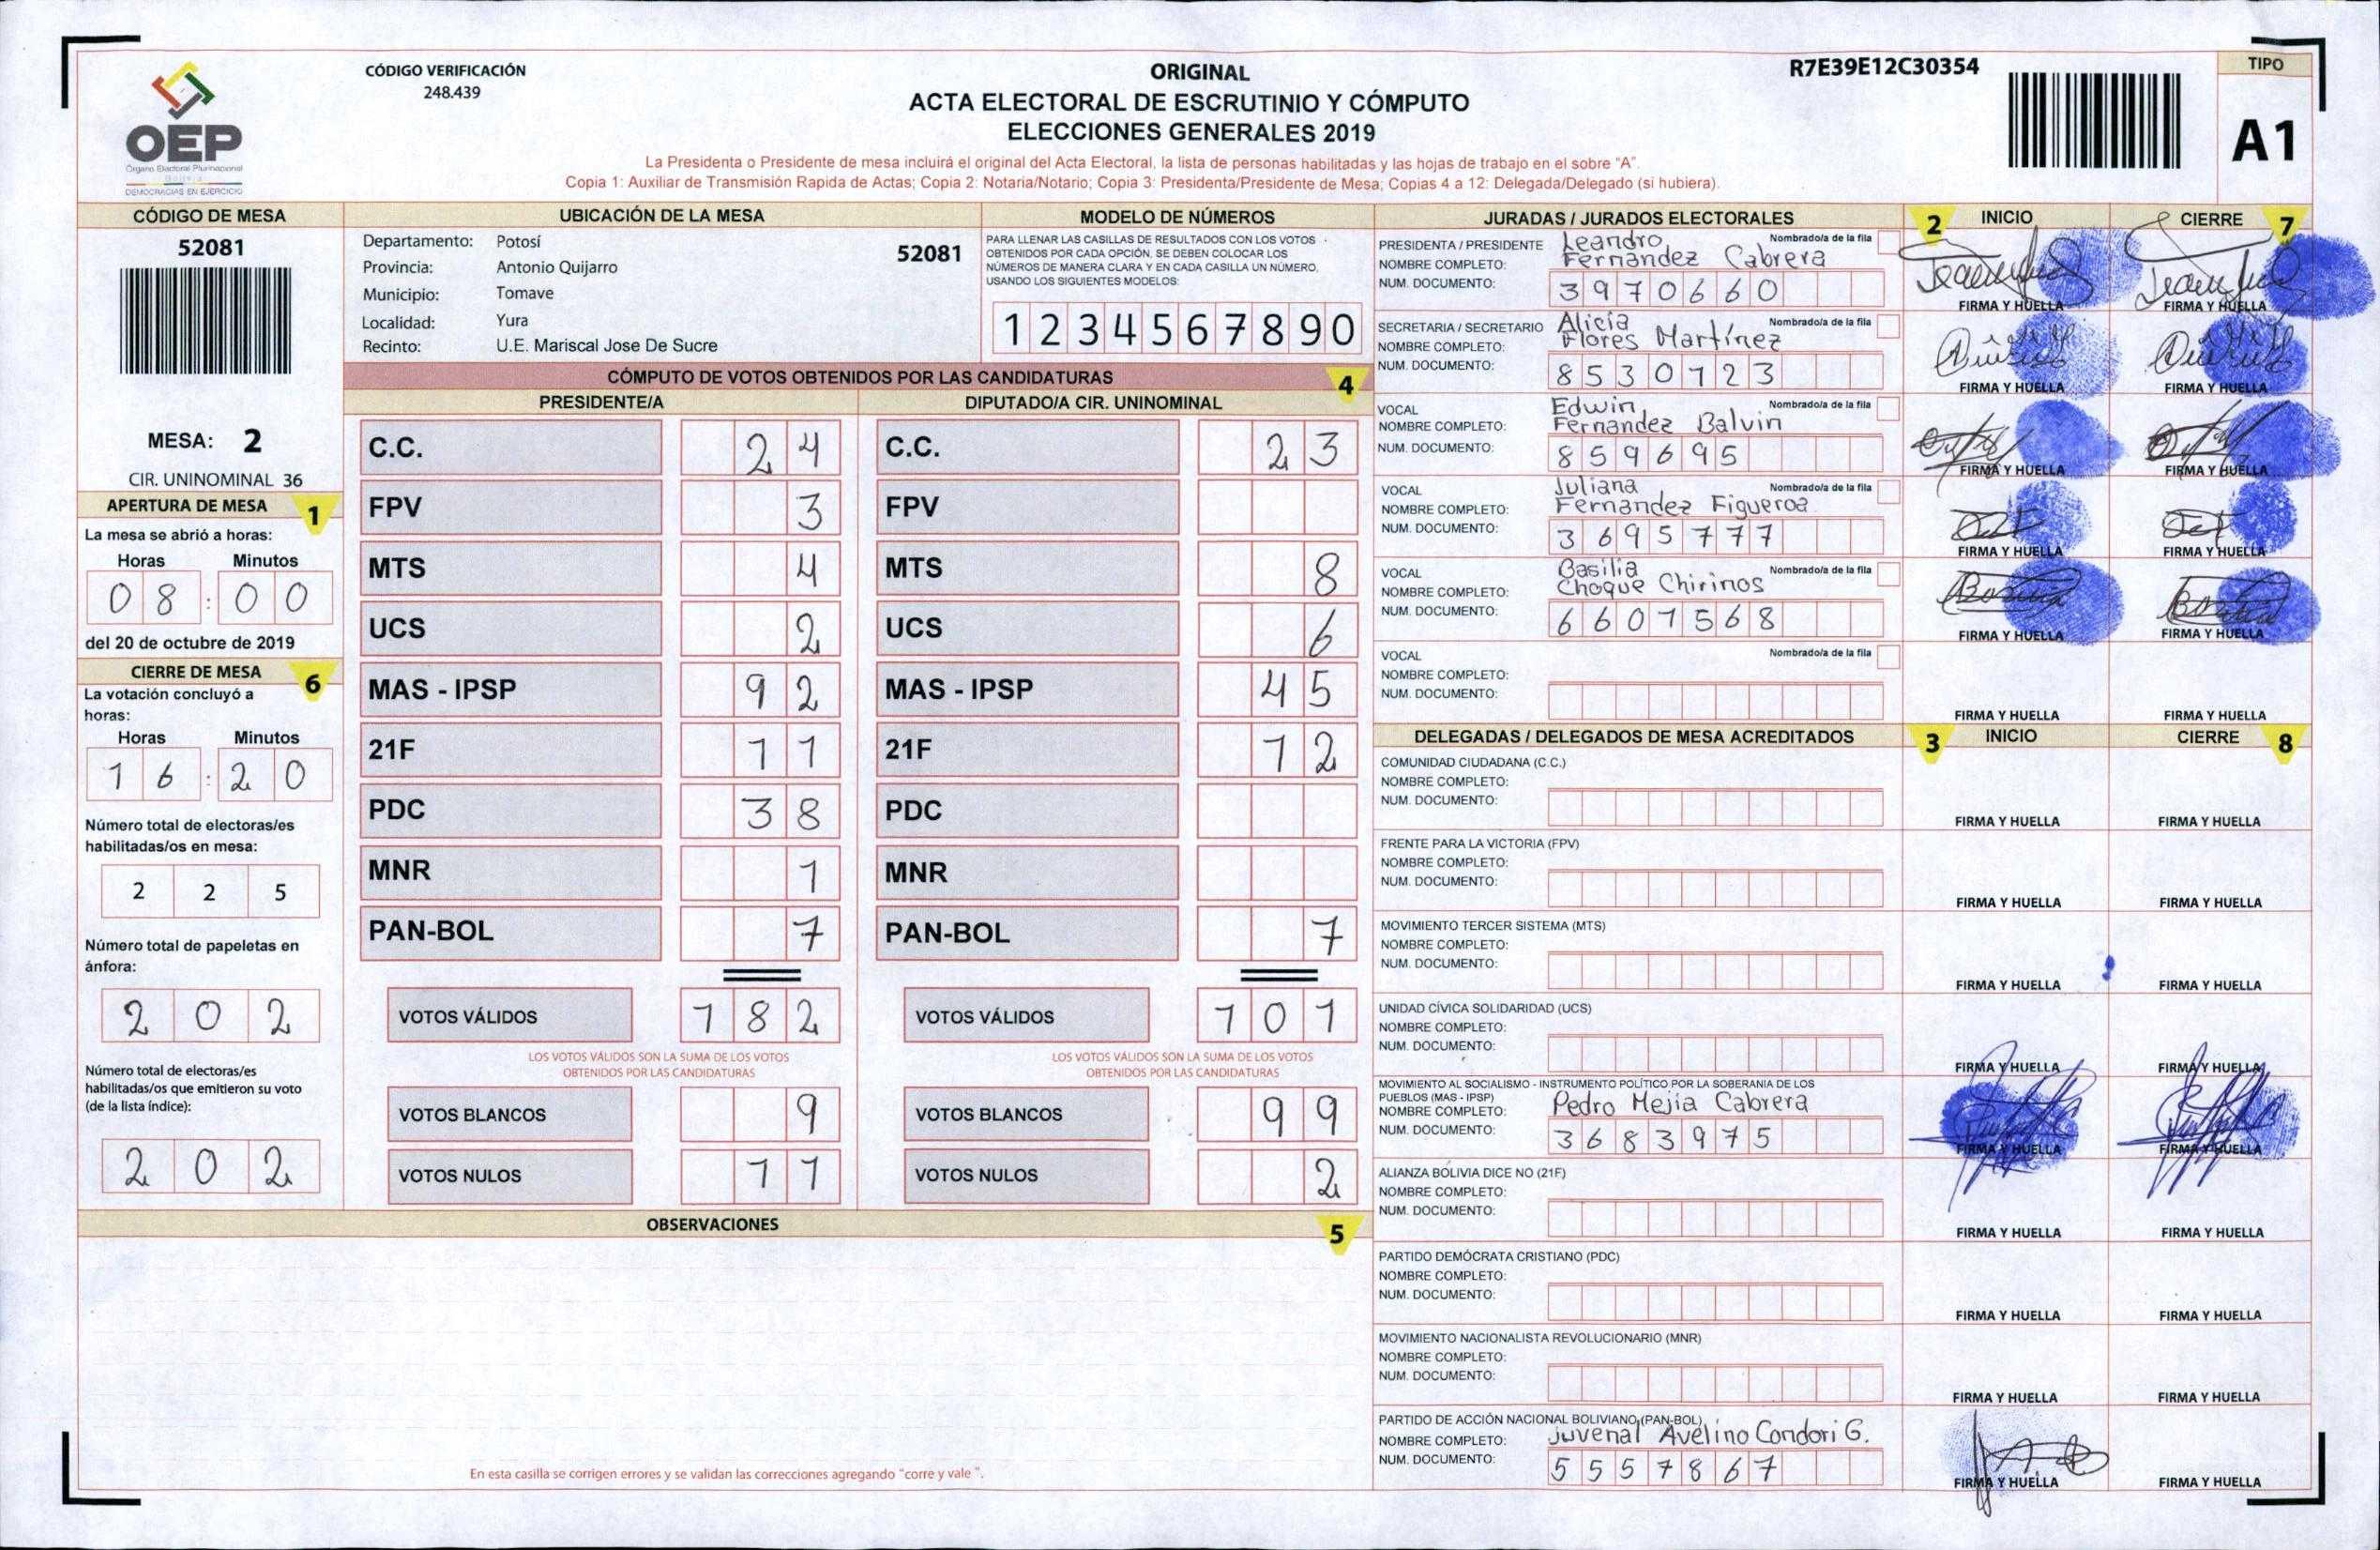 CÓDIGO VERIFICACIÓN
248.439
ORIGINAL
ACTA ELECTORAL DE ESCRUTINIO Y CÓMPUTO
ELECCIONES GENERALES 2019
La Presidenta o Presidente de mesa incluirá el original del Acta Electoral, la lista de personas habilitadas y las hojas de trabajo en el sobre "A".
Copia 1: Auxiliar de Transmisión Rapida de Actas; Copia 2: Notaria/Notario; Copia 3: Presidenta/Presidente de Mesa; Copias 4 a 12: Delegada/Delegado (si hubiera).
R7E39E12C30354
TIPO
A1
OEP
Órgano Electoral Plurinacional
Bolivia
DEMOCRACIAS EN EJERCICIO
CÓDIGO DE MESA
52081
MESA: 2
CIR. UNINOMINAL 36
APERTURA DE MESA 1
La mesa se abrió a horas:
Horas Minutos
08:00
del 20 de octubre de 2019
CIERRE DE MESA 6
La votación concluyó a
horas:
Horas Minutos
16:20
Número total de electoras/es
habilitadas/os en mesa:
2 2 5
Número total de papeletas en
ánfora:
2 0 2
Número total de electoras/es
habilitadas/os que emitieron su voto
(de la lista índice):
2 0 2
UBICACIÓN DE LA MESA
Departamento: Potosí
52081
Provincia: Antonio Quijarro
Municipio: Tomave
Localidad: Yura
Recinto: U.E. Mariscal Jose De Sucre
MODELO DE NÚMEROS
PARA LLENAR LAS CASILLAS DE RESULTADOS CON LOS VOTOS
OBTENIDOS POR CADA OPCIÓN, SE DEBEN COLOCAR LOS
NÚMEROS DE MANERA CLARA Y EN CADA CASILLA UN NÚMERO,
USANDO LOS SIGUIENTES MODELOS:
1 2 3 4 5 6 7 8 9 0
CÓMPUTO DE VOTOS OBTENIDOS POR LAS CANDIDATURAS 4
PRESIDENTE/A
C.C. 24
FPV 3
MTS 4
UCS 2
MAS - IPSP 92
21F 11
PDC 38
MNR 1
PAN-BOL 7
VOTOS VÁLIDOS 182
LOS VOTOS VÁLIDOS SON LA SUMA DE LOS VOTOS
OBTENIDOS POR LAS CANDIDATURAS
VOTOS BLANCOS 9
VOTOS NULOS 11
DIPUTADO/A CIR. UNINOMINAL
C.C. 23
FPV
MTS 8
UCS 6
MAS - IPSP 45
21F 12
PDC
MNR
PAN-BOL 7
VOTOS VÁLIDOS 101
LOS VOTOS VÁLIDOS SON LA SUMA DE LOS VOTOS
OBTENIDOS POR LAS CANDIDATURAS
VOTOS BLANCOS 99
VOTOS NULOS 2
OBSERVACIONES 5
En esta casilla se corrigen errores y se validan las correcciones agregando "corre y vale ".
JURADAS / JURADOS ELECTORALES
2 INICIO
CIERRE 7
PRESIDENTA / PRESIDENTE Nombrado/a de la fila
NOMBRE COMPLETO: Leandro
Fernandez Cabrera
NUM. DOCUMENTO: 3970660
FIRMA Y HUELLA FIRMA Y HUELLA
SECRETARIA / SECRETARIO Nombrado/a de la fila
NOMBRE COMPLETO: Alicia
Flores Martínez
NUM. DOCUMENTO: 8530123
FIRMA Y HUELLA FIRMA Y HUELLA
VOCAL Nombrado/a de la fila
NOMBRE COMPLETO: Edwin
Fernandez Balvin
NUM. DOCUMENTO: 859695
FIRMA Y HUELLA FIRMA Y HUELLA
VOCAL Nombrado/a de la fila
NOMBRE COMPLETO: Juliana
Fernandez Figueroa
NUM. DOCUMENTO: 3695777
FIRMA Y HUELLA FIRMA Y HUELLA
VOCAL Nombrado/a de la fila
NOMBRE COMPLETO: Basilia
Choque Chirinos
NUM. DOCUMENTO: 6601568
FIRMA Y HUELLA FIRMA Y HUELLA
VOCAL Nombrado/a de la fila
NOMBRE COMPLETO:
NUM. DOCUMENTO:
FIRMA Y HUELLA FIRMA Y HUELLA
DELEGADAS / DELEGADOS DE MESA ACREDITADOS
3 INICIO
CIERRE 8
COMUNIDAD CIUDADANA (C.C.)
NOMBRE COMPLETO:
NUM. DOCUMENTO:
FIRMA Y HUELLA FIRMA Y HUELLA
FRENTE PARA LA VICTORIA (FPV)
NOMBRE COMPLETO:
NUM. DOCUMENTO:
FIRMA Y HUELLA FIRMA Y HUELLA
MOVIMIENTO TERCER SISTEMA (MTS)
NOMBRE COMPLETO:
NUM. DOCUMENTO:
FIRMA Y HUELLA FIRMA Y HUELLA
UNIDAD CÍVICA SOLIDARIDAD (UCS)
NOMBRE COMPLETO:
NUM. DOCUMENTO:
FIRMA Y HUELLA FIRMA Y HUELLA
MOVIMIENTO AL SOCIALISMO - INSTRUMENTO POLÍTICO POR LA SOBERANIA DE LOS
PUEBLOS (MAS - IPSP)
NOMBRE COMPLETO: Pedro Mejia Cabrera
NUM. DOCUMENTO: 3683975
FIRMA Y HUELLA FIRMA Y HUELLA
ALIANZA BOLIVIA DICE NO (21F)
NOMBRE COMPLETO:
NUM. DOCUMENTO:
FIRMA Y HUELLA FIRMA Y HUELLA
PARTIDO DEMÓCRATA CRISTIANO (PDC)
NOMBRE COMPLETO:
NUM. DOCUMENTO:
FIRMA Y HUELLA FIRMA Y HUELLA
MOVIMIENTO NACIONALISTA REVOLUCIONARIO (MNR)
NOMBRE COMPLETO:
NUM. DOCUMENTO:
FIRMA Y HUELLA FIRMA Y HUELLA
PARTIDO DE ACCIÓN NACIONAL BOLIVIANO (PAN-BOL)
NOMBRE COMPLETO: Juvenal Avelino Condori G.
NUM. DOCUMENTO: 5557867
FIRMA Y HUELLA FIRMA Y HUELLA